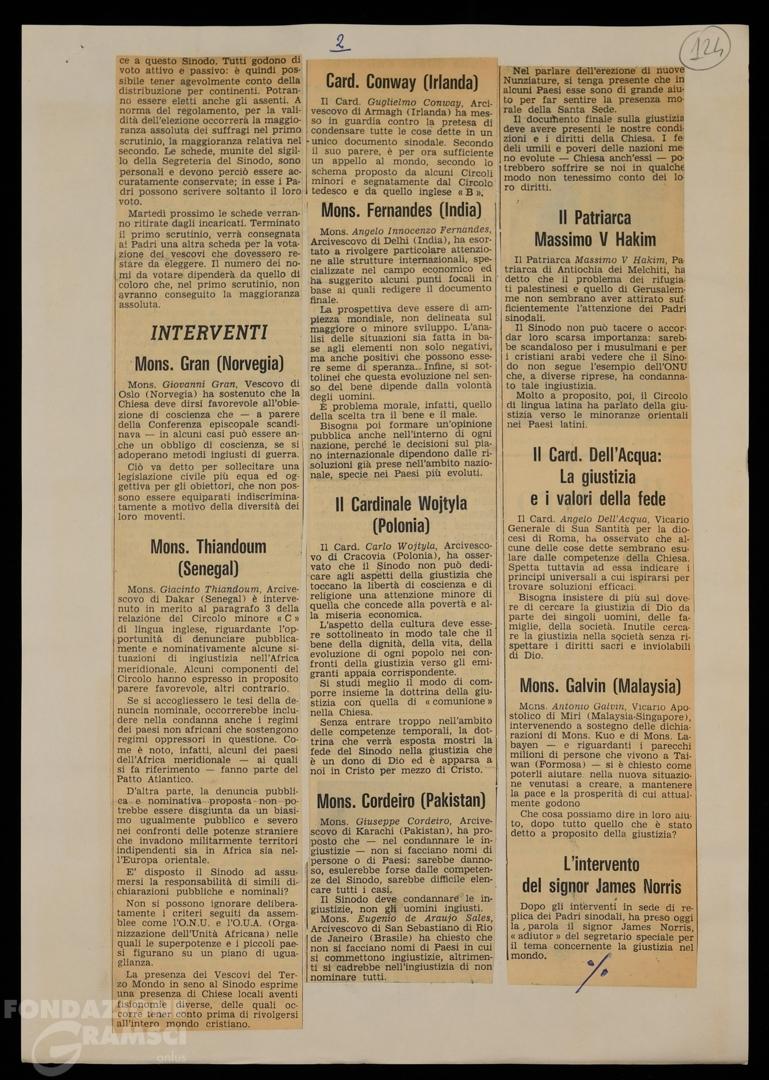 2
124
ce a questo Sinodo. Tutti godono di
voto attivo e passivo: è quindi pos-
sibile tener agevolmente conto della
distribuzione per continenti. Potran-
no essere eletti anche gli assenti. A
norma del regolamento, per la vali-
dità dell'elezione occorrerà la maggio-
ranza assoluta dei suffragi nel primo
scrutinio, la maggioranza relativa nel
secondo. Le schede, munite del sigil-
lo della Segreteria del Sinodo, sono
personali e devono perciò essere ac-
curatamente conservate; in esse i Pa-
dri possono scrivere soltanto il loro
voto.
Martedì prossimo le schede verran-
no ritirate dagli incaricati. Terminato
il primo scrutinio, verrà consegnata
ai Padri una altra scheda per la vota-
zione dei vescovi che dovessero re-
stare da eleggere. Il numero dei no-
mi da votare dipenderà da quello di
coloro che, nel primo scrutinio, non
avranno conseguito la maggioranza
assoluta.
INTERVENTI
Mons. Gran (Norvegia)
Mons. Giovanni Gran, Vescovo di
Oslo (Norvegia) ha sostenuto che la
Chiesa deve dirsi favorevole all'obie-
zione di coscienza che — a parere
della Conferenza episcopale scandi-
nava — in alcuni casi può essere an-
che un obbligo di coscienza, se si
adoperano metodi ingiusti di guerra.
Ciò va detto per sollecitare una
legislazione civile più equa ed og-
gettiva per gli obiettori, che non pos-
sono essere equiparati indiscrimina-
tamente a motivo della diversità dei
loro moventi.
Mons. Thiandoum
(Senegal)
Mons. Giacinto Thiandoum, Arcive-
scovo di Dakar (Senegal) è interve-
nuto in merito al paragrafo 3 della
relazione del Circolo minore « C »
di lingua inglese, riguardante l'op-
portunità di denunciare pubblica-
mente e nominativamente alcune si-
tuazioni di ingiustizia nell'Africa
meridionale. Alcuni componenti del
Circolo hanno espresso in proposito
parere favorevole, altri contrario.
Se si accogliessero le tesi della de-
nuncia nominale, occorrerebbe inclu-
dere nella condanna anche i regimi
dei paesi non africani che sostengono
regimi oppressori in questione. Co-
me è noto, infatti, alcuni dei paesi
dell'Africa meridionale — ai quali
si fa riferimento — fanno parte del
Patto Atlantico.
D'altra parte, la denuncia pubbli-
ca e nominativa proposta non po-
trebbe essere disgiunta da un biasi-
mo ugualmente pubblico e severo
nei confronti delle potenze straniere
che invadono militarmente territori
indipendenti sia in Africa sia nel-
l'Europa orientale.
E' disposto il Sinodo ad assu-
mersi la responsabilità di simili di-
chiarazioni pubbliche e nominali?
Non si possono ignorare delibera-
tamente i criteri seguiti da assem-
blee come l'O.N.U. e l'O.U.A. (Orga-
nizzazione dell'Unità Africana) nelle
quali le superpotenze e i piccoli pae-
si figurano su un piano di ugua-
glianza.
La presenza dei Vescovi del Ter-
zo Mondo in seno al Sinodo esprime
una presenza di Chiese locali aventi
fisionomie diverse, delle quali oc-
corre tener conto prima di rivolgersi
all'intero mondo cristiano.
Card. Conway (Irlanda)
Il Card. Guglielmo Conway, Arci-
vescovo di Armagh (Irlanda) ha mes-
so in guardia contro la pretesa di
condensare tutte le cose dette in un
unico documento sinodale. Secondo
il suo parere, è per ora sufficiente
un appello al mondo, secondo lo
schema proposto da alcuni Circoli
minori e segnatamente dal Circolo
tedesco e da quello inglese « B ».
Mons. Fernandes (India)
Mons. Angelo Innocenzo Fernandes,
Arcivescovo di Delhi (India), ha esor-
tato a rivolgere particolare attenzio-
ne alle strutture internazionali, spe-
cializzate nel campo economico ed
ha suggerito alcuni punti focali in
base ai quali redigere il documento
finale.
La prospettiva deve essere di am-
piezza mondiale, non delineata sul
maggiore o minore sviluppo. L'ana-
lisi delle situazioni sia fatta in ba-
se agli elementi non solo negativi,
ma anche positivi che possono esse-
re seme di speranza. Infine, si sot-
tolinei che questa evoluzione nel sen-
so del bene dipende dalla volontà
degli uomini.
È problema morale, infatti, quello
della scelta tra il bene e il male.
Bisogna poi formare un'opinione
pubblica anche nell'interno di ogni
nazione, perché le decisioni sul pia-
no internazionale dipendono dalle ri-
soluzioni già prese nell'ambito nazio-
nale, specie nei Paesi più evoluti.
Il Cardinale Wojtyla
(Polonia)
Il Card. Carlo Wojtyla, Arcivesco-
vo di Cracovia (Polonia), ha osser-
vato che il Sinodo non può dedi-
care agli aspetti della giustizia che
toccano la libertà di coscienza e di
religione una attenzione minore di
quella che concede alla povertà e al-
la miseria economica.
L'aspetto della cultura deve esse-
re sottolineato in modo tale che il
bene della dignità, della vita, della
evoluzione di ogni popolo nei con-
fronti della giustizia verso gli emi-
granti appaia corrispondente.
Si studi meglio il modo di com-
porre insieme la dottrina della giu-
stizia con quella di « comunione »
nella Chiesa.
Senza entrare troppo nell'ambito
delle competenze temporali, la dot-
trina che verrà esposta mostri la
fede del Sinodo nella giustizia che
è un dono di Dio ed è apparsa a
noi in Cristo per mezzo di Cristo.
Mons. Cordeiro (Pakistan)
Mons. Giuseppe Cordeiro, Arcive-
scovo di Karachi (Pakistan), ha pro-
posto che — nel condannare le in-
giustizie — non si facciano nomi di
persone o di Paesi: sarebbe danno-
so, esulerebbe forse dalle competen-
ze del Sinodo, sarebbe difficile elen-
care tutti i casi.
Il Sinodo deve condannare le in-
giustizie, non gli uomini ingiusti.
Mons. Eugenio de Araujo Sales,
Arcivescovo di San Sebastiano di Rio
de Janeiro (Brasile) ha chiesto che
non si facciano nomi di Paesi in cui
si commettono ingiustizie, altrimen-
ti si cadrebbe nell'ingiustizia di non
nominare tutti.
Nel parlare dell'erezione di nuove
Nunziature, si tenga presente che in
alcuni Paesi esse sono di grande aiu-
to per far sentire la presenza mo-
rale della Santa Sede.
Il documento finale sulla giustizia
deve avere presenti le nostre condi-
zioni e i diritti della Chiesa. I fe-
deli umili e poveri delle nazioni me-
no evolute — Chiesa anch'essi — po-
trebbero soffrire se noi in qualche
modo non tenessimo conto dei lo-
ro diritti.
Il Patriarca
Massimo V Hakim
Il Patriarca Massimo V Hakim, Pa-
triarca di Antiochia dei Melchiti, ha
detto che il problema dei rifugia-
ti palestinesi e quello di Gerusalem-
me non sembrano aver attirato suf-
ficientemente l'attenzione dei Padri
sinodali.
Il Sinodo non può tacere o accor-
dar loro scarsa importanza: sareb-
be scandaloso per i musulmani e per
i cristiani arabi vedere che il Sino-
do non segue l'esempio dell'ONU
che, a diverse riprese, ha condanna-
to tale ingiustizia.
Molto a proposito, poi, il Circolo
di lingua latina ha parlato della giu-
stizia verso le minoranze orientali
nei Paesi latini.
Il Card. Dell'Acqua:
La giustizia
e i valori della fede
Il Card. Angelo Dell'Acqua, Vicario
Generale di Sua Santità per la dio-
cesi di Roma, ha osservato che al-
cune delle cose dette sembrano esu-
lare dalle competenze della Chiesa.
Spetta tuttavia ad essa indicare i
principi universali a cui ispirarsi per
trovare soluzioni efficaci.
Bisogna insistere di più sul dove-
re di cercare la giustizia di Dio da
parte dei singoli uomini, delle fa-
miglie, della società. Inutile cerca-
re la giustizia nella società senza ri-
spettare i diritti sacri e inviolabili
di Dio.
Mons. Galvin (Malaysia)
Mons. Antonio Galvin, Vicario Apo-
stolico di Miri (Malaysia-Singapore),
intervenendo a sostegno delle dichia-
razioni di Mons. Kuo e di Mons. La-
bayen — e riguardanti i parecchi
milioni di persone che vivono a Tai-
wan (Formosa) — si è chiesto come
poterli aiutare nella nuova situazio-
ne venutasi a creare, a mantenere
la pace e la prosperità di cui attual-
mente godono
Che cosa possiamo dire in loro aiu-
to, dopo tutto quello che è stato
detto a proposito della giustizia?
L'intervento
del signor James Norris
Dopo gli interventi in sede di re-
plica dei Padri sinodali, ha preso oggi
la parola il signor James Norris,
« adiutor » del segretario speciale per
il tema concernente la giustizia nel
mondo.
%
FONDAZIONE
GRAMSCI
onlus